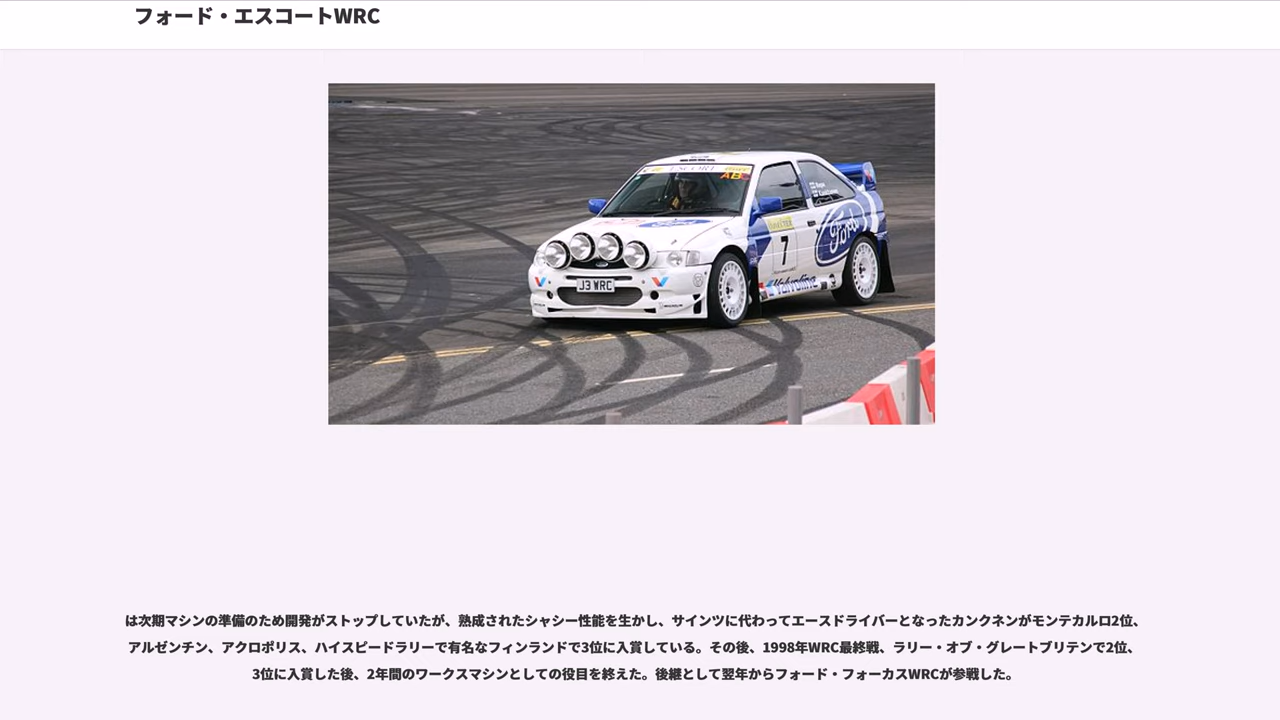 フォード・エスコートWRC
ESCORT
7
Ford
Valvoline
J3 WRC
は次期マシンの準備のため開発がストップしていたが、熟成されたシャシー性能を生かし、サインツに代わってエースドライバーとなったカンクネンがモンテカルロ2位、
アルゼンチン、アクロポリス、ハイスピードラリーで有名なフィンランドで3位に入賞している。その後、1998年WRC最終戦、ラリー・オブ・グレートブリテンで2位、
3位に入賞した後、2年間のワークスマシンとしての役目を終えた。後継として翌年からフォード・フォーカスWRCが参戦した。